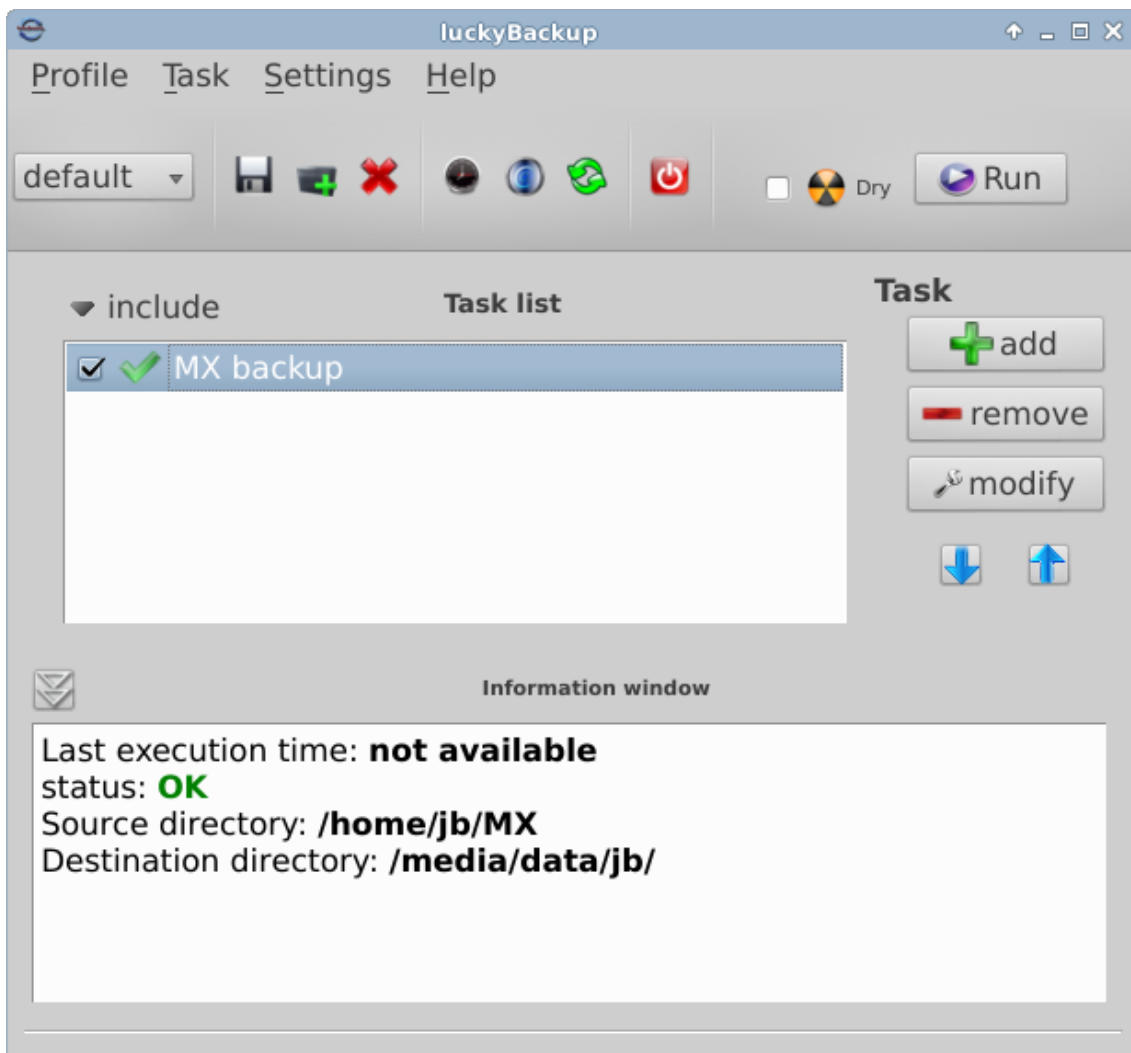 luckyBackup
Profile Task Settings Help
default Dry Run
include Task list Task
MX backup
add
remove
modify
Information window
Last execution time: not available
status: OK
Source directory: /home/jb/MX
Destination directory: /media/data/jb/